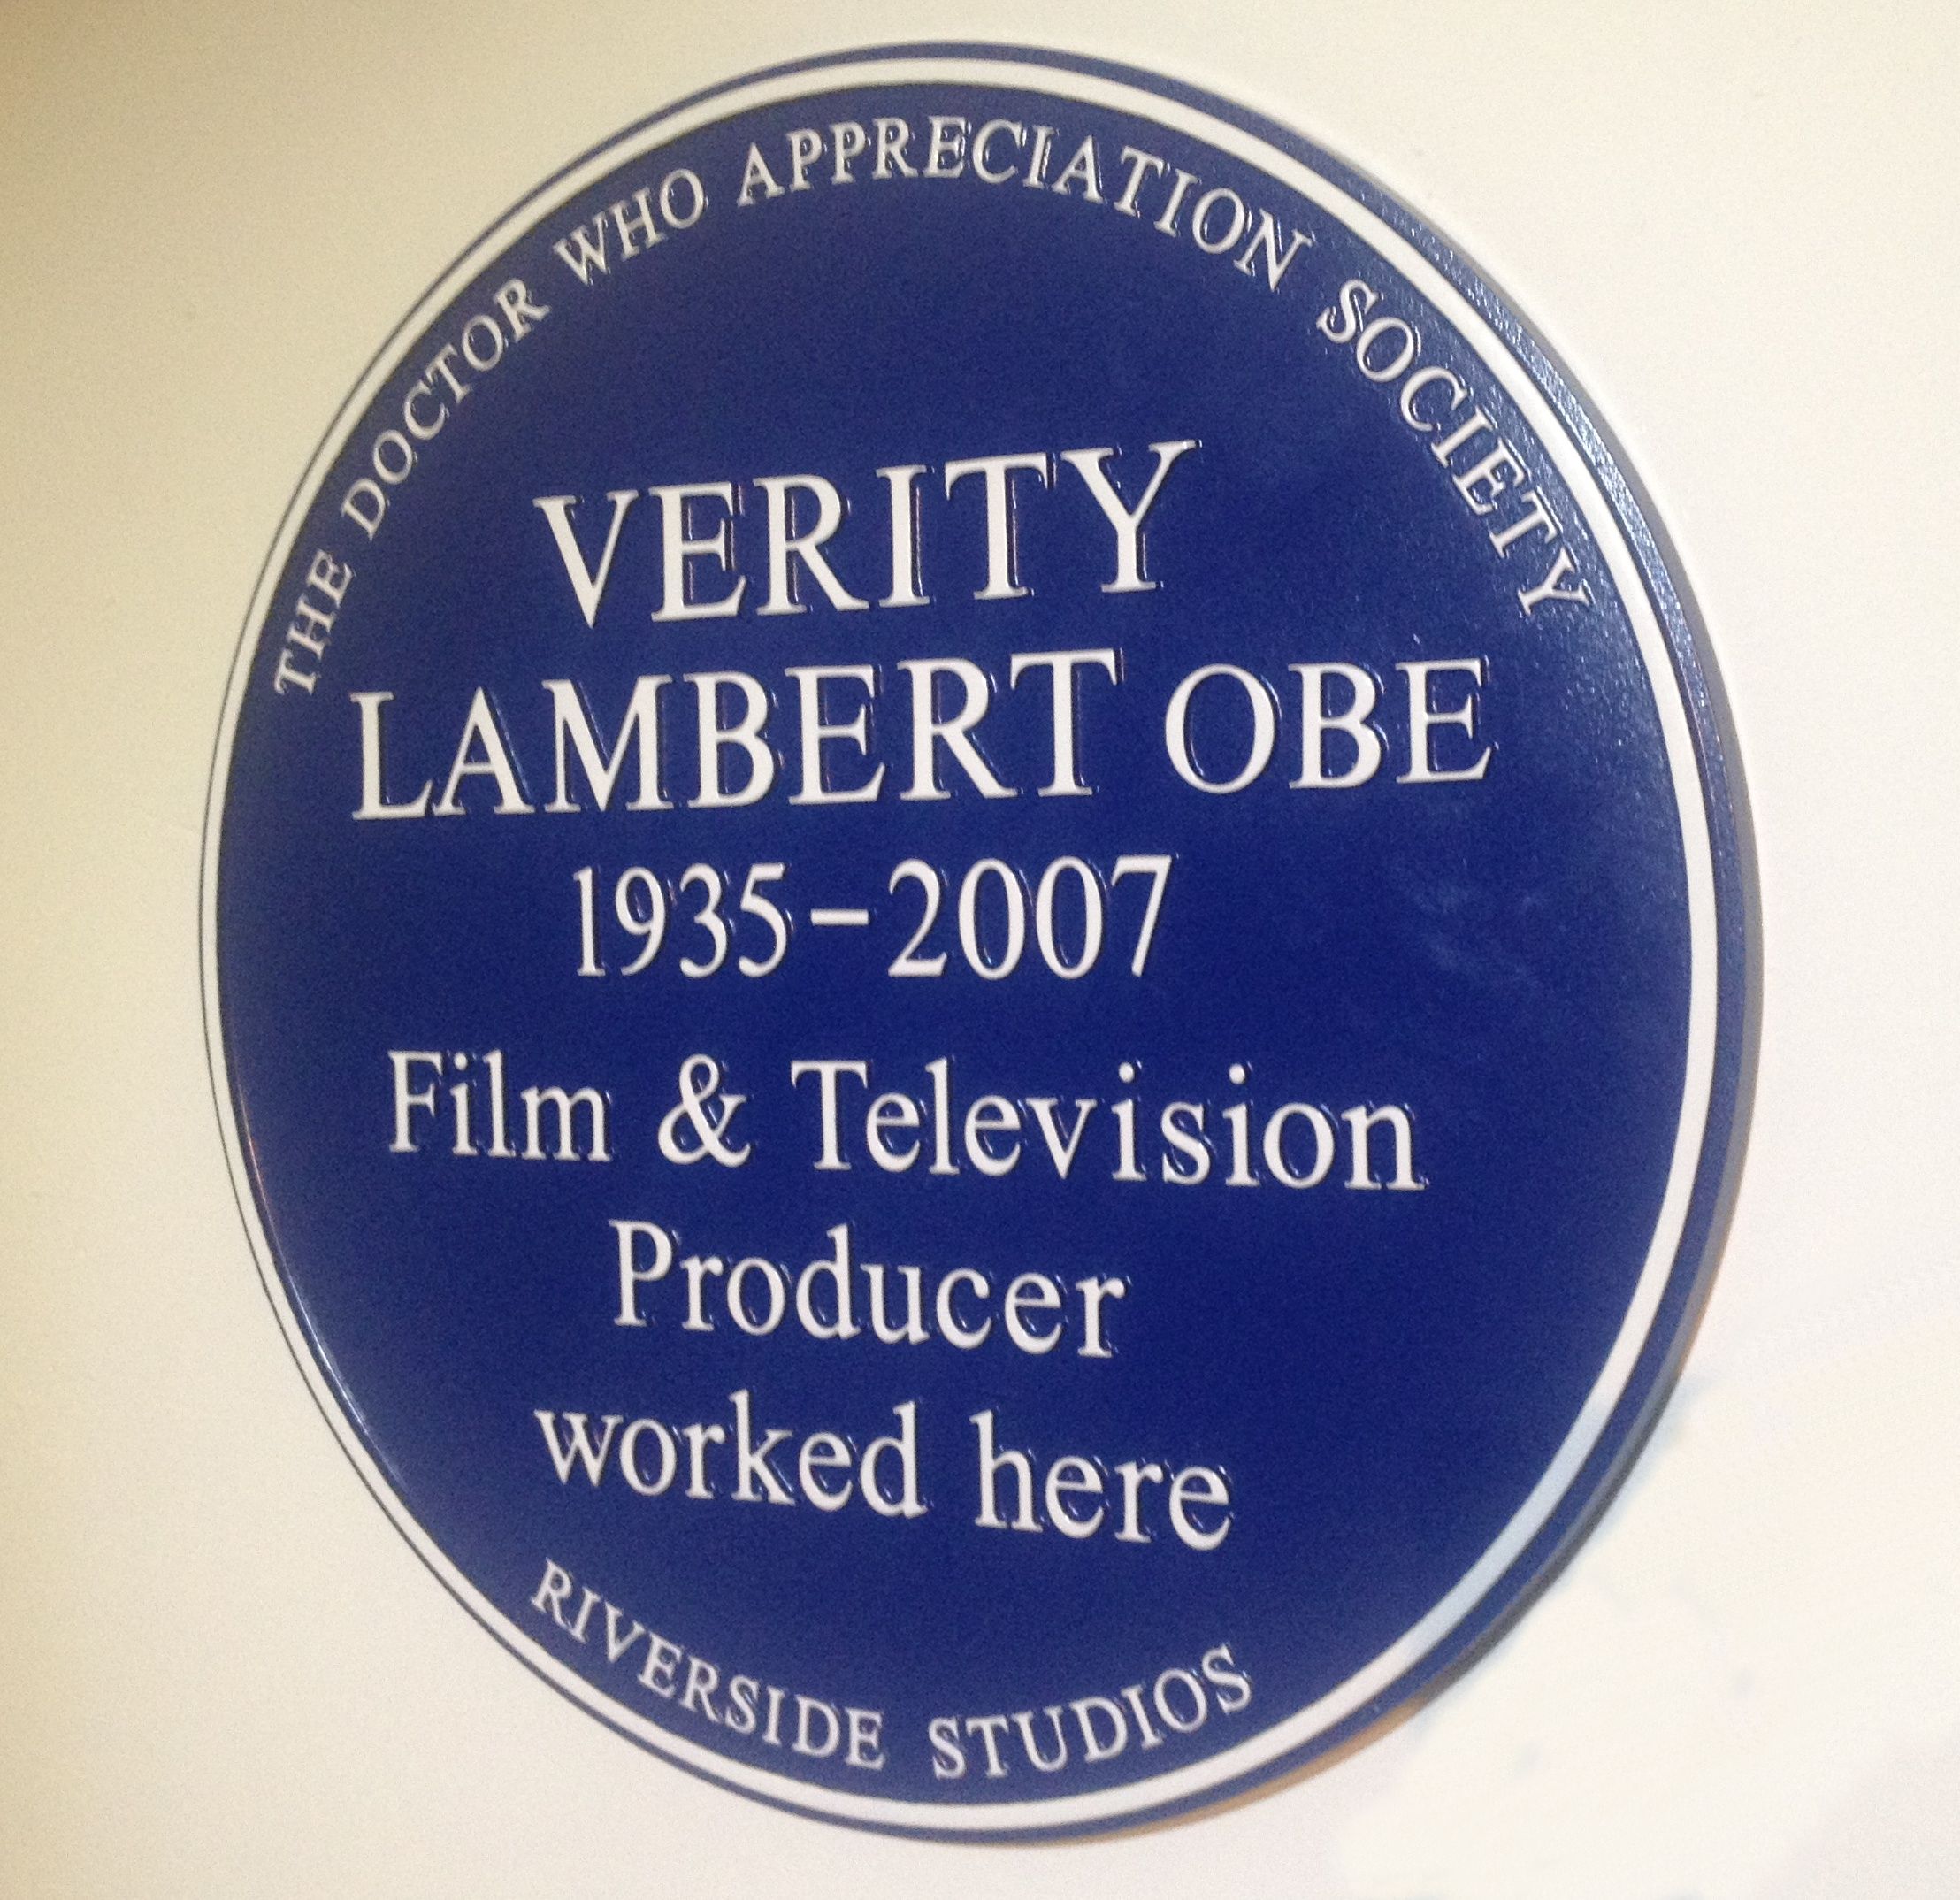 THE DOCTOR WHO APPRECIATION SOCIETY
VERITY
LAMBERT OBE
1935-2007
Film & Television
Producer
worked here
RIVERSIDE STUDIOS